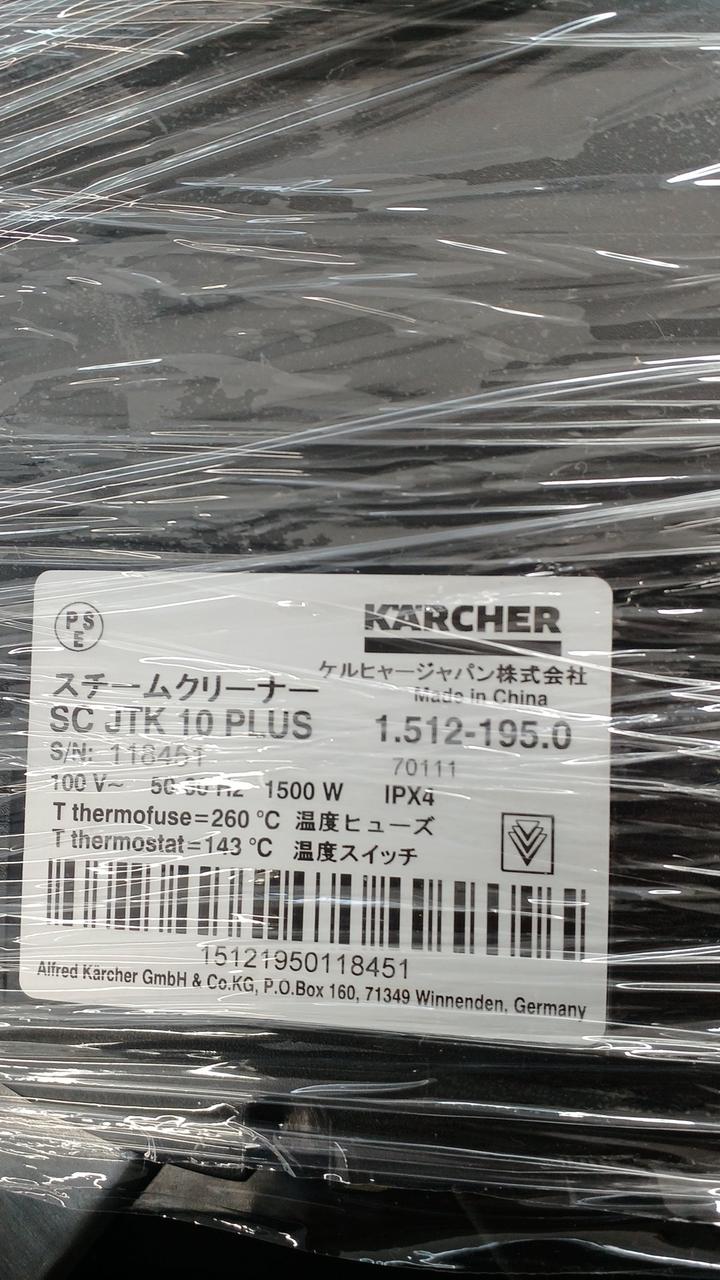 PSE
KÄRCHER
ケルヒャージャパン株式会社
スチームクリーナー
Made in China
SC JTK 10 PLUS 1.512-195.0
S/N: 118451
70111
100 V~ 50-60 Hz 1500 W IPX4
T thermofuse=260 °C 温度ヒューズ
T thermostat=143 °C 温度スイッチ
15121950118451
Alfred Kärcher GmbH & Co.KG, P.O.Box 160, 71349 Winnenden, Germany